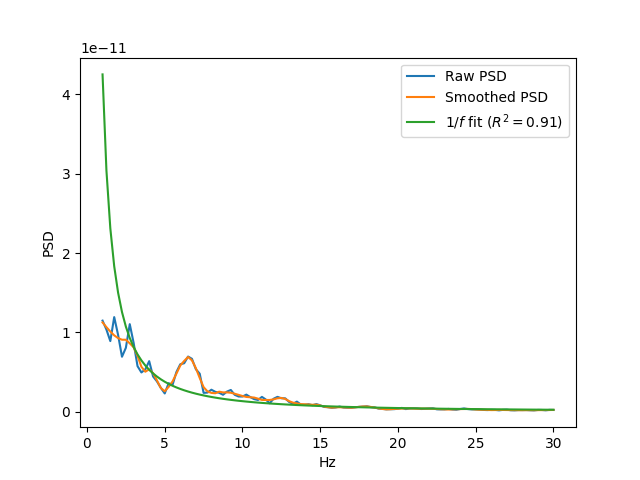 1e−11
Raw PSD
Smoothed PSD
1/f fit (R² = 0.91)
4
3
2
1
0
PSD
0 5 10 15 20 25 30
Hz